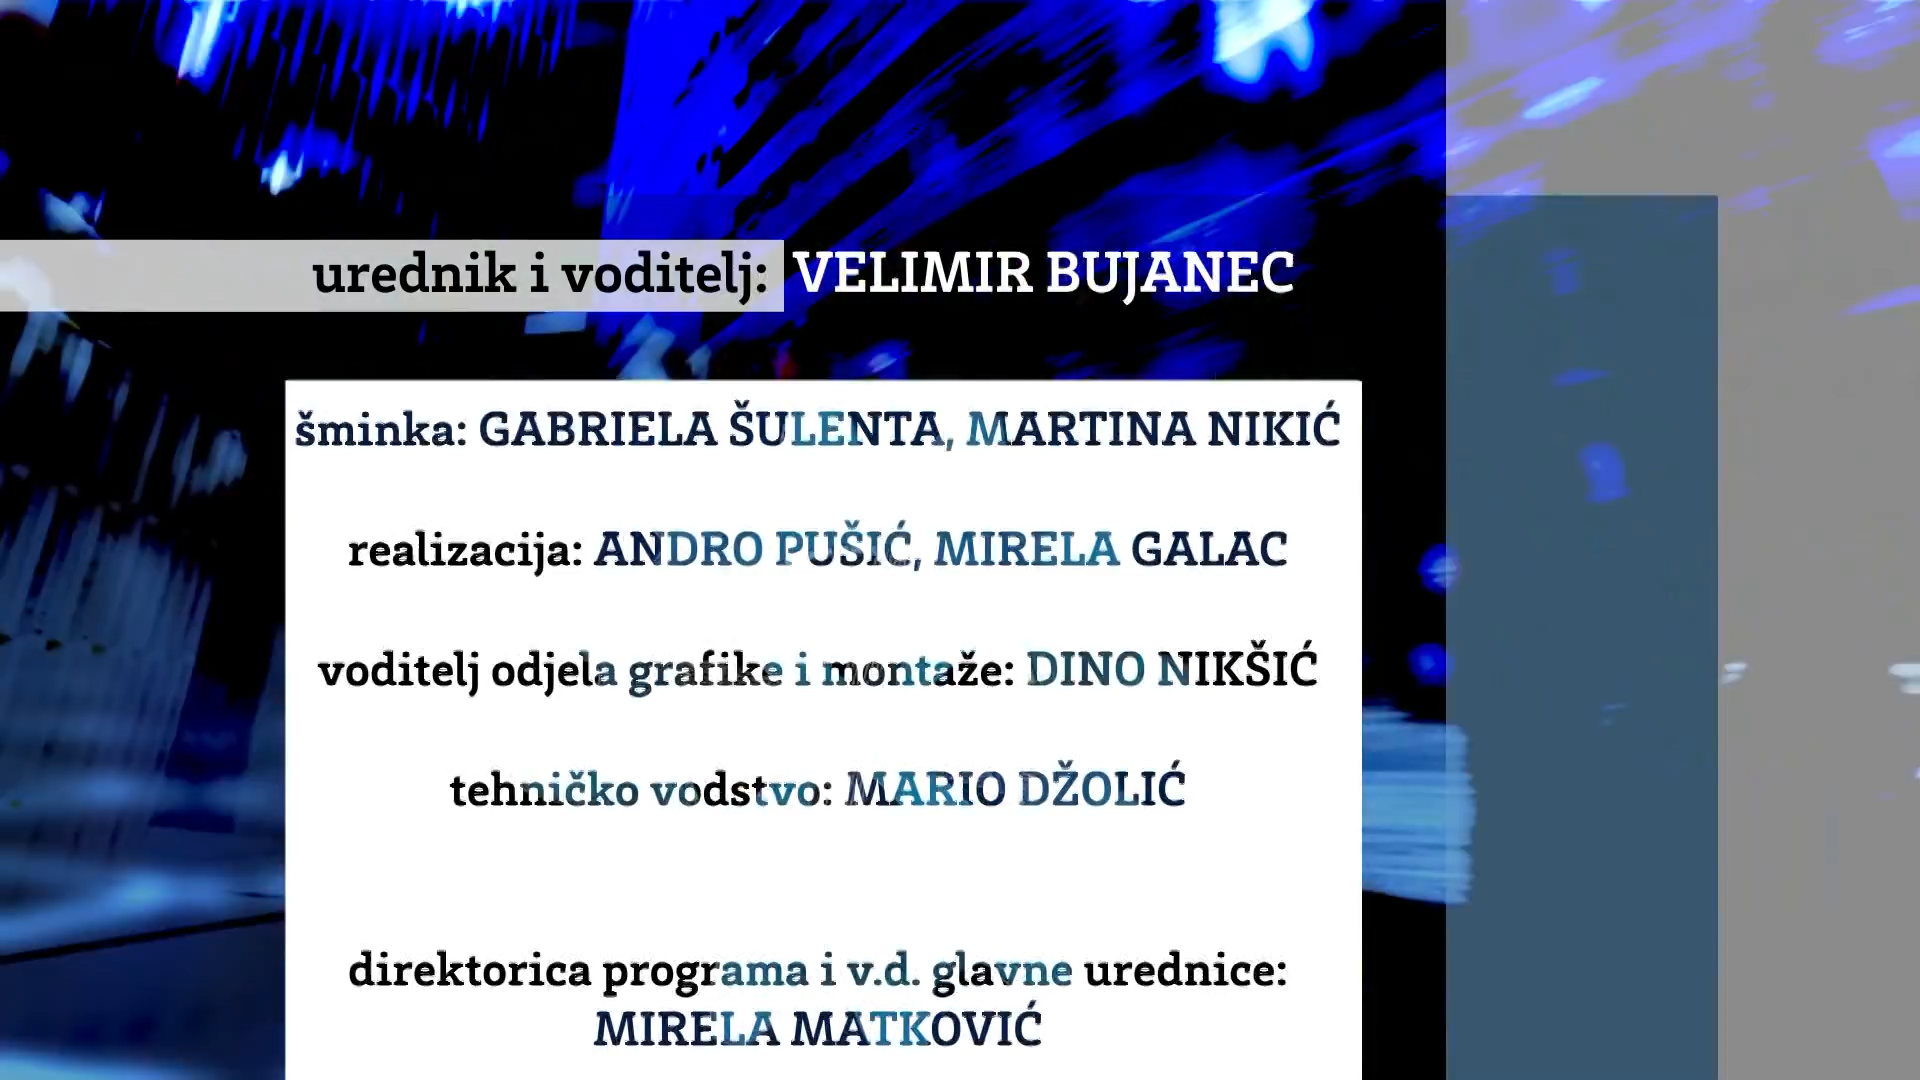 urednik i voditelj: VELIMIR BUJANEC
šminka: GABRIELA ŠULENTA, MARTINA NIKIĆ
realizacija: ANDRO PUŠIĆ, MIRELA GALAC
voditelj odjela grafike i montaže: DINO NIKŠIĆ
tehničko vodstvo: MARIO DŽOLIĆ
direktorica programa i v.d. glavne urednice:
MIRELA MATKOVIĆ